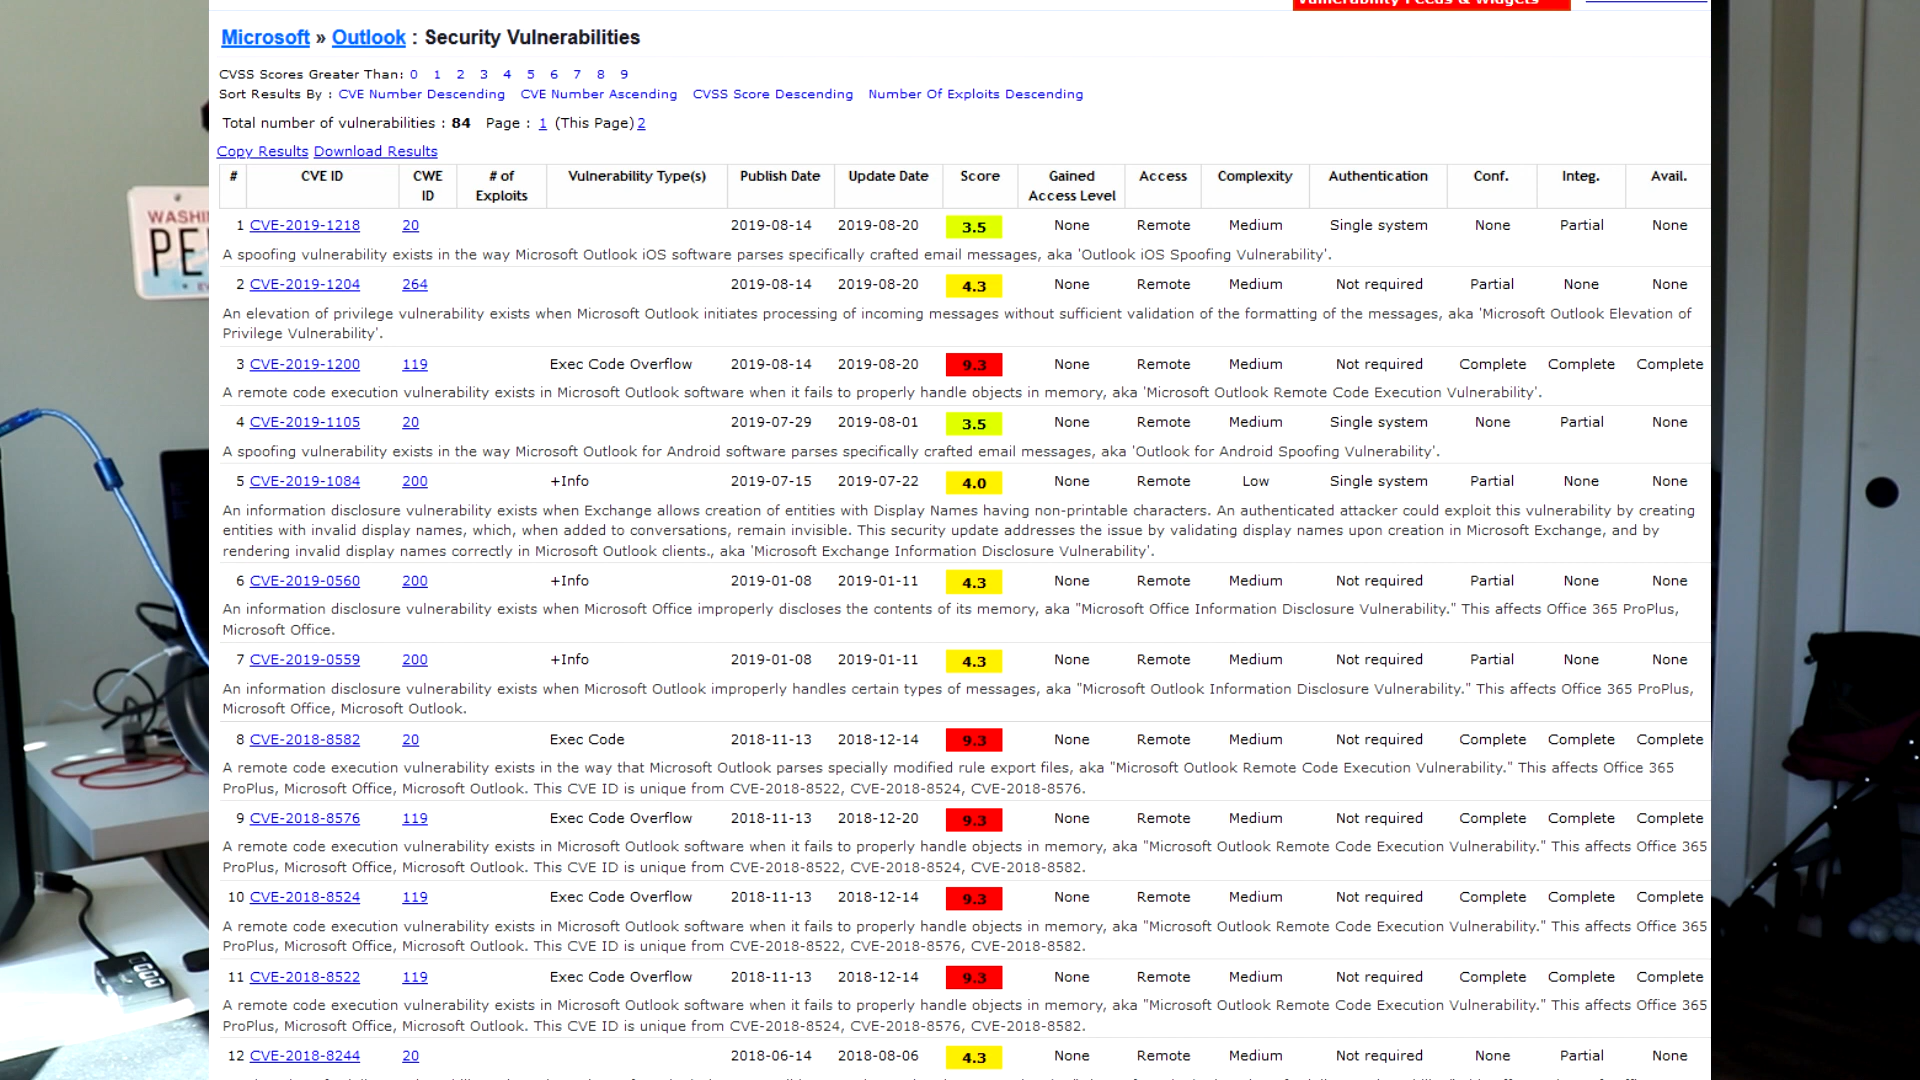 Vulnerability Feeds & Widgets
Microsoft » Outlook : Security Vulnerabilities
CVSS Scores Greater Than: 0 1 2 3 4 5 6 7 8 9
Sort Results By : CVE Number Descending CVE Number Ascending CVSS Score Descending Number Of Exploits Descending
Total number of vulnerabilities : 84 Page : 1 (This Page) 2
Copy Results Download Results
# CVE ID CWE ID # of Exploits Vulnerability Type(s) Publish Date Update Date Score Gained Access Level Access Complexity Authentication Conf. Integ. Avail.
1 CVE-2019-1218 20 2019-08-14 2019-08-20 3.5 None Remote Medium Single system None Partial None
A spoofing vulnerability exists in the way Microsoft Outlook iOS software parses specifically crafted email messages, aka 'Outlook iOS Spoofing Vulnerability'.
2 CVE-2019-1204 264 2019-08-14 2019-08-20 4.3 None Remote Medium Not required Partial None None
An elevation of privilege vulnerability exists when Microsoft Outlook initiates processing of incoming messages without sufficient validation of the formatting of the messages, aka 'Microsoft Outlook Elevation of
Privilege Vulnerability'.
3 CVE-2019-1200 119 Exec Code Overflow 2019-08-14 2019-08-20 9.3 None Remote Medium Not required Complete Complete Complete
A remote code execution vulnerability exists in Microsoft Outlook software when it fails to properly handle objects in memory, aka 'Microsoft Outlook Remote Code Execution Vulnerability'.
4 CVE-2019-1105 20 2019-07-29 2019-08-01 3.5 None Remote Medium Single system None Partial None
A spoofing vulnerability exists in the way Microsoft Outlook for Android software parses specifically crafted email messages, aka 'Outlook for Android Spoofing Vulnerability'.
5 CVE-2019-1084 200 +Info 2019-07-15 2019-07-22 4.0 None Remote Low Single system Partial None None
An information disclosure vulnerability exists when Exchange allows creation of entities with Display Names having non-printable characters. An authenticated attacker could exploit this vulnerability by creating
entities with invalid display names, which, when added to conversations, remain invisible. This security update addresses the issue by validating display names upon creation in Microsoft Exchange, and by
rendering invalid display names correctly in Microsoft Outlook clients., aka 'Microsoft Exchange Information Disclosure Vulnerability'.
6 CVE-2019-0560 200 +Info 2019-01-08 2019-01-11 4.3 None Remote Medium Not required Partial None None
An information disclosure vulnerability exists when Microsoft Office improperly discloses the contents of its memory, aka "Microsoft Office Information Disclosure Vulnerability." This affects Office 365 ProPlus,
Microsoft Office.
7 CVE-2019-0559 200 +Info 2019-01-08 2019-01-11 4.3 None Remote Medium Not required Partial None None
An information disclosure vulnerability exists when Microsoft Outlook improperly handles certain types of messages, aka "Microsoft Outlook Information Disclosure Vulnerability." This affects Office 365 ProPlus,
Microsoft Office, Microsoft Outlook.
8 CVE-2018-8582 20 Exec Code 2018-11-13 2018-12-14 9.3 None Remote Medium Not required Complete Complete Complete
A remote code execution vulnerability exists in the way that Microsoft Outlook parses specially modified rule export files, aka "Microsoft Outlook Remote Code Execution Vulnerability." This affects Office 365
ProPlus, Microsoft Office, Microsoft Outlook. This CVE ID is unique from CVE-2018-8522, CVE-2018-8524, CVE-2018-8576.
9 CVE-2018-8576 119 Exec Code Overflow 2018-11-13 2018-12-20 9.3 None Remote Medium Not required Complete Complete Complete
A remote code execution vulnerability exists in Microsoft Outlook software when it fails to properly handle objects in memory, aka "Microsoft Outlook Remote Code Execution Vulnerability." This affects Office 365
ProPlus, Microsoft Office, Microsoft Outlook. This CVE ID is unique from CVE-2018-8522, CVE-2018-8524, CVE-2018-8582.
10 CVE-2018-8524 119 Exec Code Overflow 2018-11-13 2018-12-14 9.3 None Remote Medium Not required Complete Complete Complete
A remote code execution vulnerability exists in Microsoft Outlook software when it fails to properly handle objects in memory, aka "Microsoft Outlook Remote Code Execution Vulnerability." This affects Office 365
ProPlus, Microsoft Office, Microsoft Outlook. This CVE ID is unique from CVE-2018-8522, CVE-2018-8576, CVE-2018-8582.
11 CVE-2018-8522 119 Exec Code Overflow 2018-11-13 2018-12-14 9.3 None Remote Medium Not required Complete Complete Complete
A remote code execution vulnerability exists in Microsoft Outlook software when it fails to properly handle objects in memory, aka "Microsoft Outlook Remote Code Execution Vulnerability." This affects Office 365
ProPlus, Microsoft Office, Microsoft Outlook. This CVE ID is unique from CVE-2018-8524, CVE-2018-8576, CVE-2018-8582.
12 CVE-2018-8244 20 2018-06-14 2018-08-06 4.3 None Remote Medium Not required None Partial None
WASHI
PE